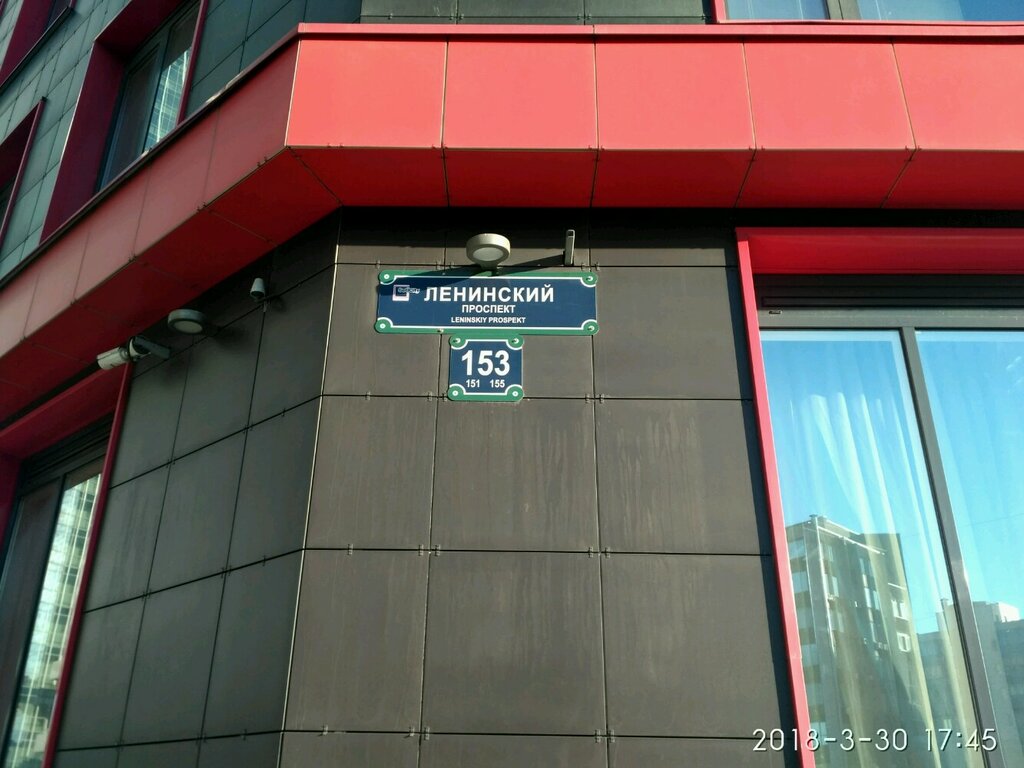 ЛЕНИНСКИЙ
ПРОСПЕКТ
LENINSKIY PROSPEKT
153
151 155
2018-3-30 17:45